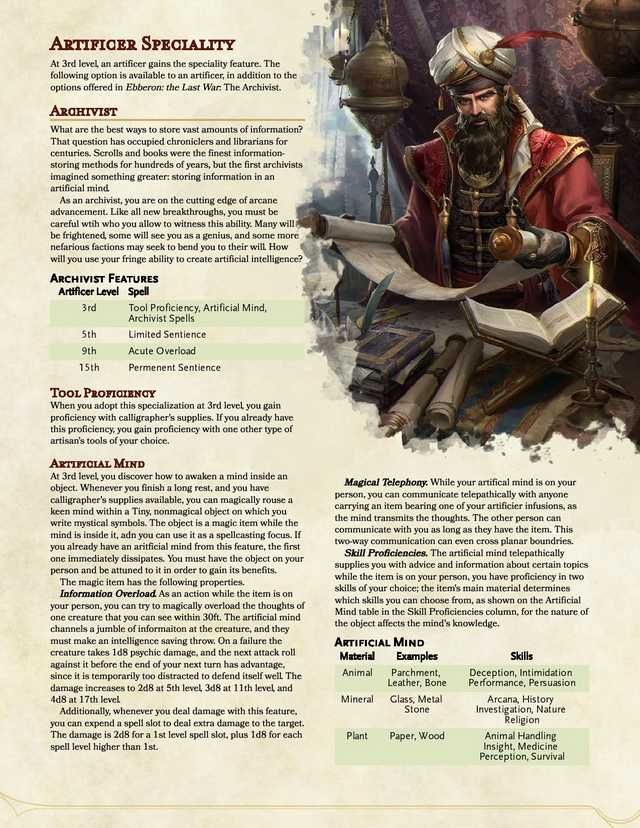 Artificer Speciality
At 3rd level, an artificer gains the speciality feature. The
following option is available to an artificer, in addition to the
options offered in Ebberon: the Last War: The Archivist.
Archivist
What are the best ways to store vast amounts of information?
That question has occupied chroniclers and librarians for
centuries. Scrolls and books were the finest information-
storing methods for hundreds of years, but the first archivists
imagined something greater: storing information in an
artificial mind.
As an archivist, you are on the cutting edge of arcane
advancement. Like all new breakthroughs, you must be
careful wtih who you allow to witness this ability. Many will
be frightened, some will see you as a genius, and some more
nefarious factions may seek to bend you to their will. How
will you use your fringe ability to create artificial intelligence?
Archivist Features
Artificer Level Spell
3rd Tool Proficiency, Artificial Mind,
Archivist Spells
5th Limited Sentience
9th Acute Overload
15th Permenent Sentience
Tool Proficiency
When you adopt this specialization at 3rd level, you gain
proficiency with calligrapher's supplies. If you already have
this proficiency, you gain proficiency with one other type of
artisan's tools of your choice.
Artificial Mind
At 3rd level, you discover how to awaken a mind inside an
object. Whenever you finish a long rest, and you have
calligrapher's supplies available, you can magically rouse a
keen mind within a Tiny, nonmagical object on which you
write mystical symbols. The object is a magic item while the
mind is inside it, adn you can use it as a spellcasting focus. If
you already have an aritificial mind from this feature, the first
one immediately dissipates. You must have the object on your
person and be attuned to it in order to gain its benefits.
The magic item has the following properties.
Information Overload. As an action while the item is on
your person, you can try to magically overload the thoughts of
one creature that you can see within 30ft. The artificial mind
channels a jumble of informaiton at the creature, and they
must make an intelligence saving throw. On a failure the
creature takes 1d8 psychic damage, and the next attack roll
against it before the end of your next turn has advantage,
since it is temporarily too distracted to defend itself well. The
damage increases to 2d8 at 5th level, 3d8 at 11th level, and
4d8 at 17th level.
Additionally, whenever you deal damage with this feature,
you can expend a spell slot to deal extra damage to the target.
The damage is 2d8 for a 1st level spell slot, plus 1d8 for each
spell level higher than 1st.
Magical Telephony. While your artifical mind is on your
person, you can communicate telepathically with anyone
carrying an item bearing one of your artificier infusions, as
the mind transmits the thoughts. The other person can
communicate with you as long as they have the item. This
two-way communication can even cross planar boundries.
Skill Proficiencies. The artificial mind telepathically
supplies you with advice and information about certain topics
while the item is on your person, you have proficiency in two
skills of your choice; the item's main material determines
which skills you can choose from, as shown on the Artificial
Mind table in the Skill Proficiencies column, for the nature of
the object affects the mind's knowledge.
Artificial Mind
Material Examples Skills
Animal Parchment, Deception, Intimidation
Leather, Bone Performance, Persuasion
Mineral Glass, Metal Arcana, History
Stone Investigation, Nature
Religion
Plant Paper, Wood Animal Handling
Insight, Medicine
Perception, Survival